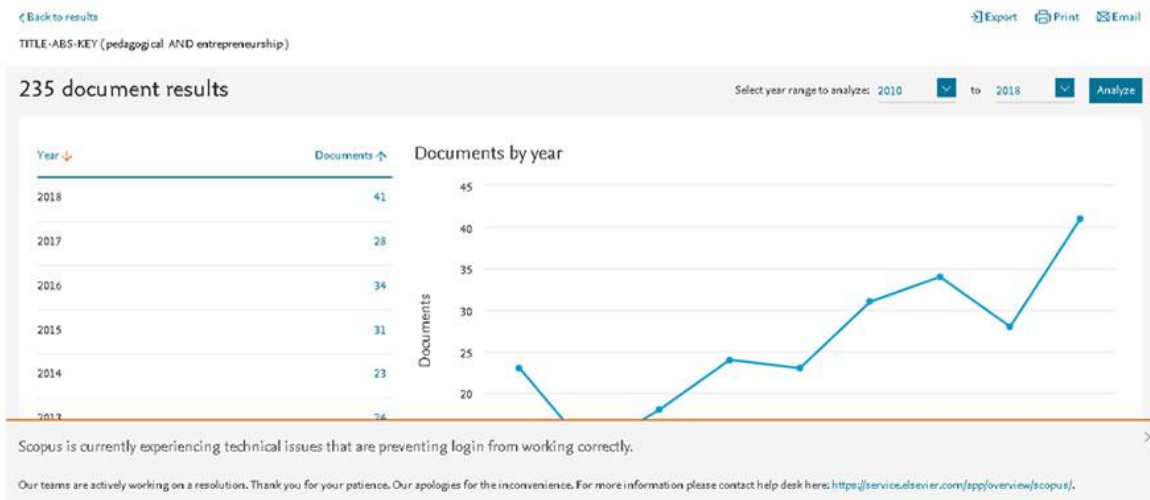 Back to results
Export Print Email
TITLE-ABS-KEY (pedagogical AND entrepreneurship)
235 document results
Select year range to analyze: 2010 to 2018 Analyze
Year Documents
2018 41
2017 28
2016 34
2015 31
2014 23
2013 24
Documents by year
45
40
35
30
25
20
Documents
Scopus is currently experiencing technical issues that are preventing login from working correctly.
Our teams are actively working on a resolution. Thank you for your patience. Our apologies for the inconvenience. For more information please contact help desk here: https://service.elsevier.com/app/overview/scopus/.